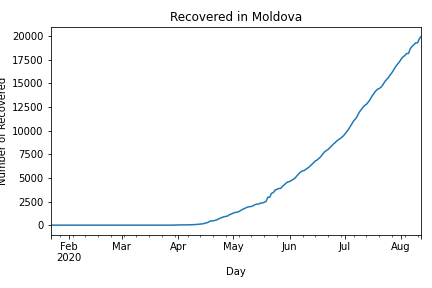 Recovered in Moldova
Number of Recovered
20000
17500
15000
12500
10000
7500
5000
2500
0
Feb
2020
Mar
Apr
May
Jun
Jul
Aug
Day